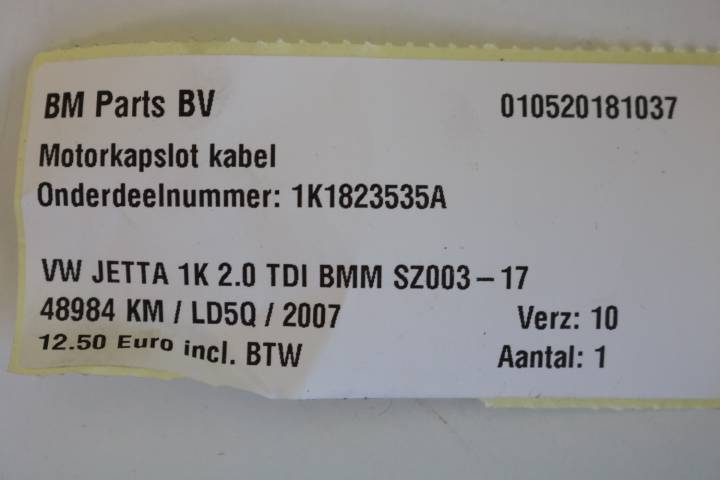 BM Parts BV 010520181037
Motorkapslot kabel
Onderdeelnummer: 1K1823535A
VW JETTA 1K 2.0 TDI BMM SZ003-17
48984 KM / LD5Q / 2007 Verz: 10
12.50 Euro incl. BTW Aantal: 1